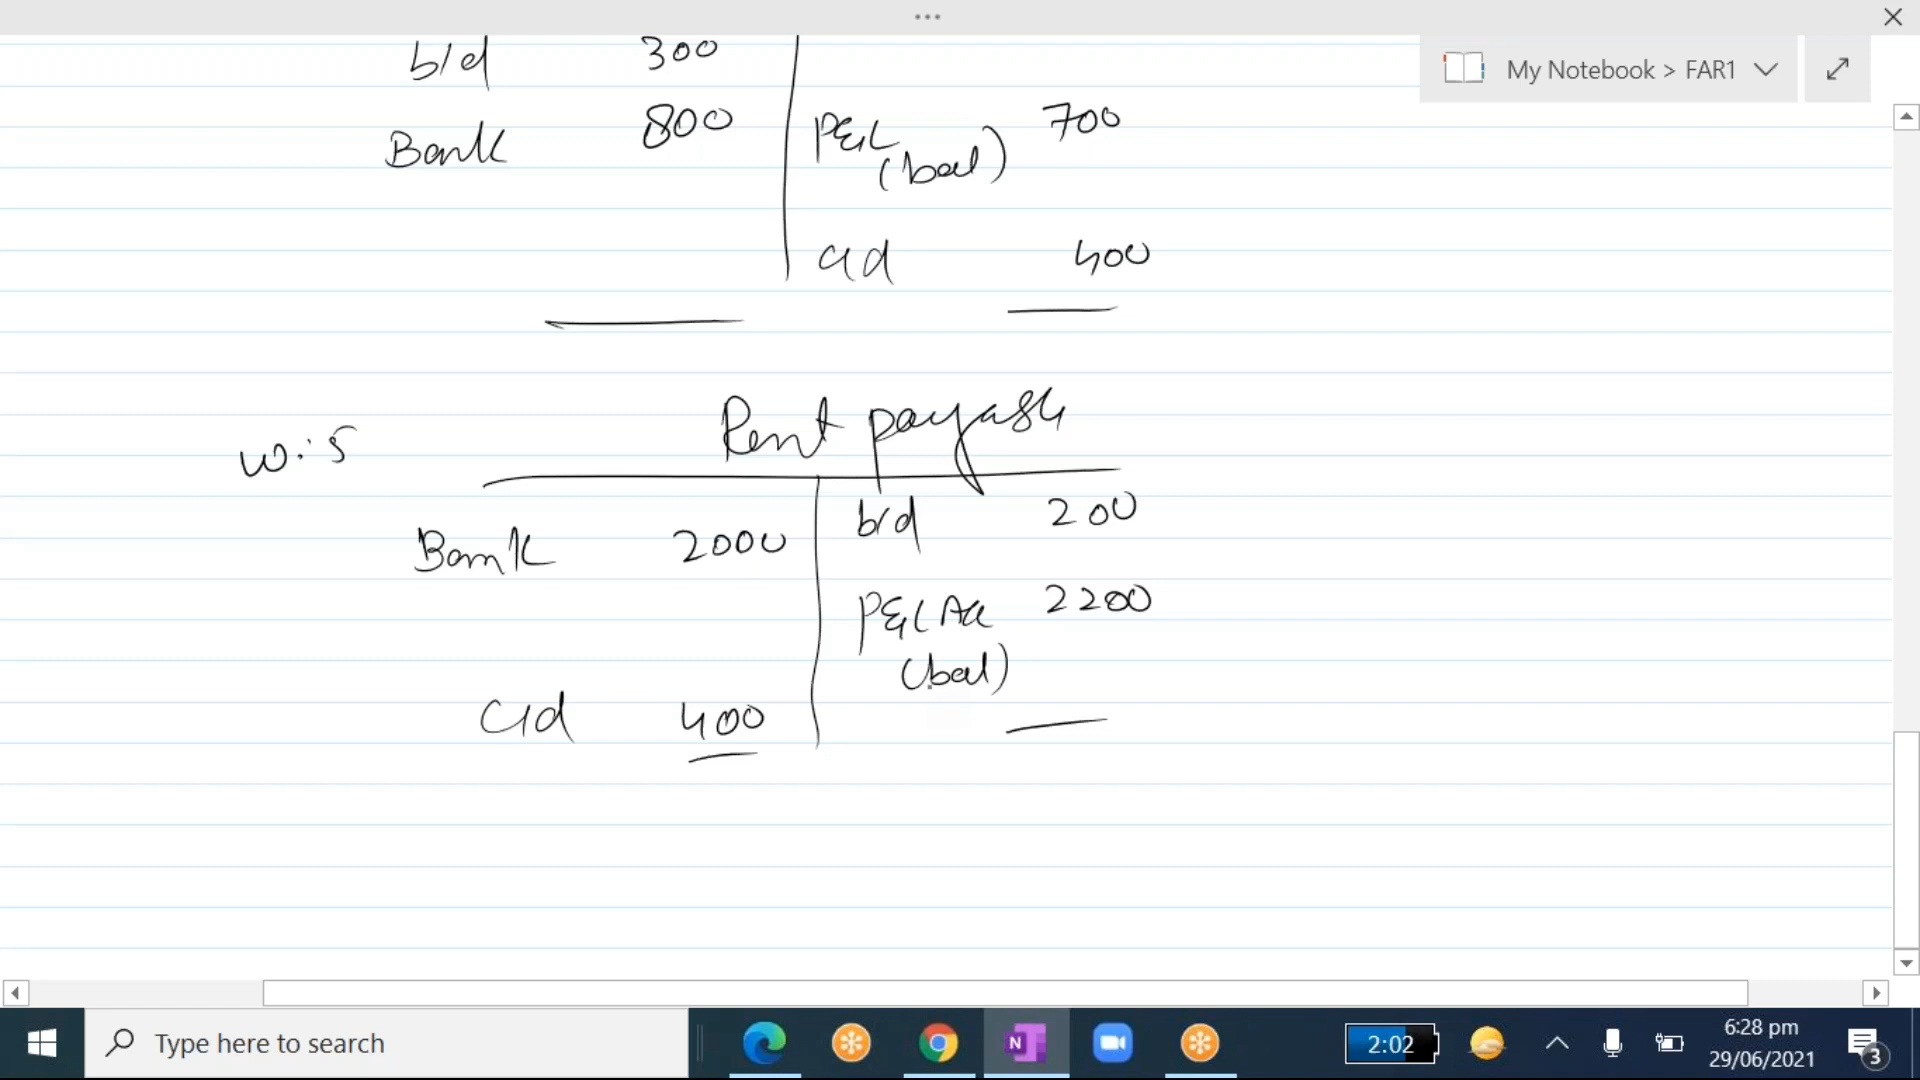 My Notebook > FAR1
b/d 300
Bank 800 P&L 700
(bal)
c/d 400
W:5 Rent payable
Bank 2000 b/d 200
P&L A/c 2200
(bal)
c/d 400
Type here to search
N
2:02
6:28 pm
29/06/2021
3